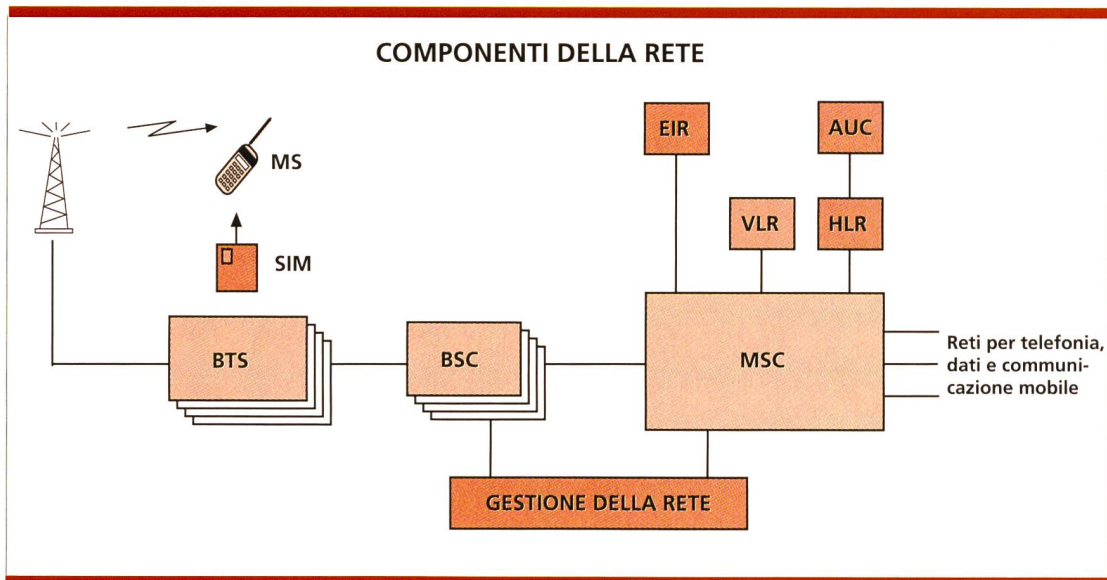 COMPONENTI DELLA RETE
EIR
AUC
MS
VLR
HLR
SIM
BTS
BSC
MSC
Reti per telefonia,
dati e communi-
cazione mobile
GESTIONE DELLA RETE